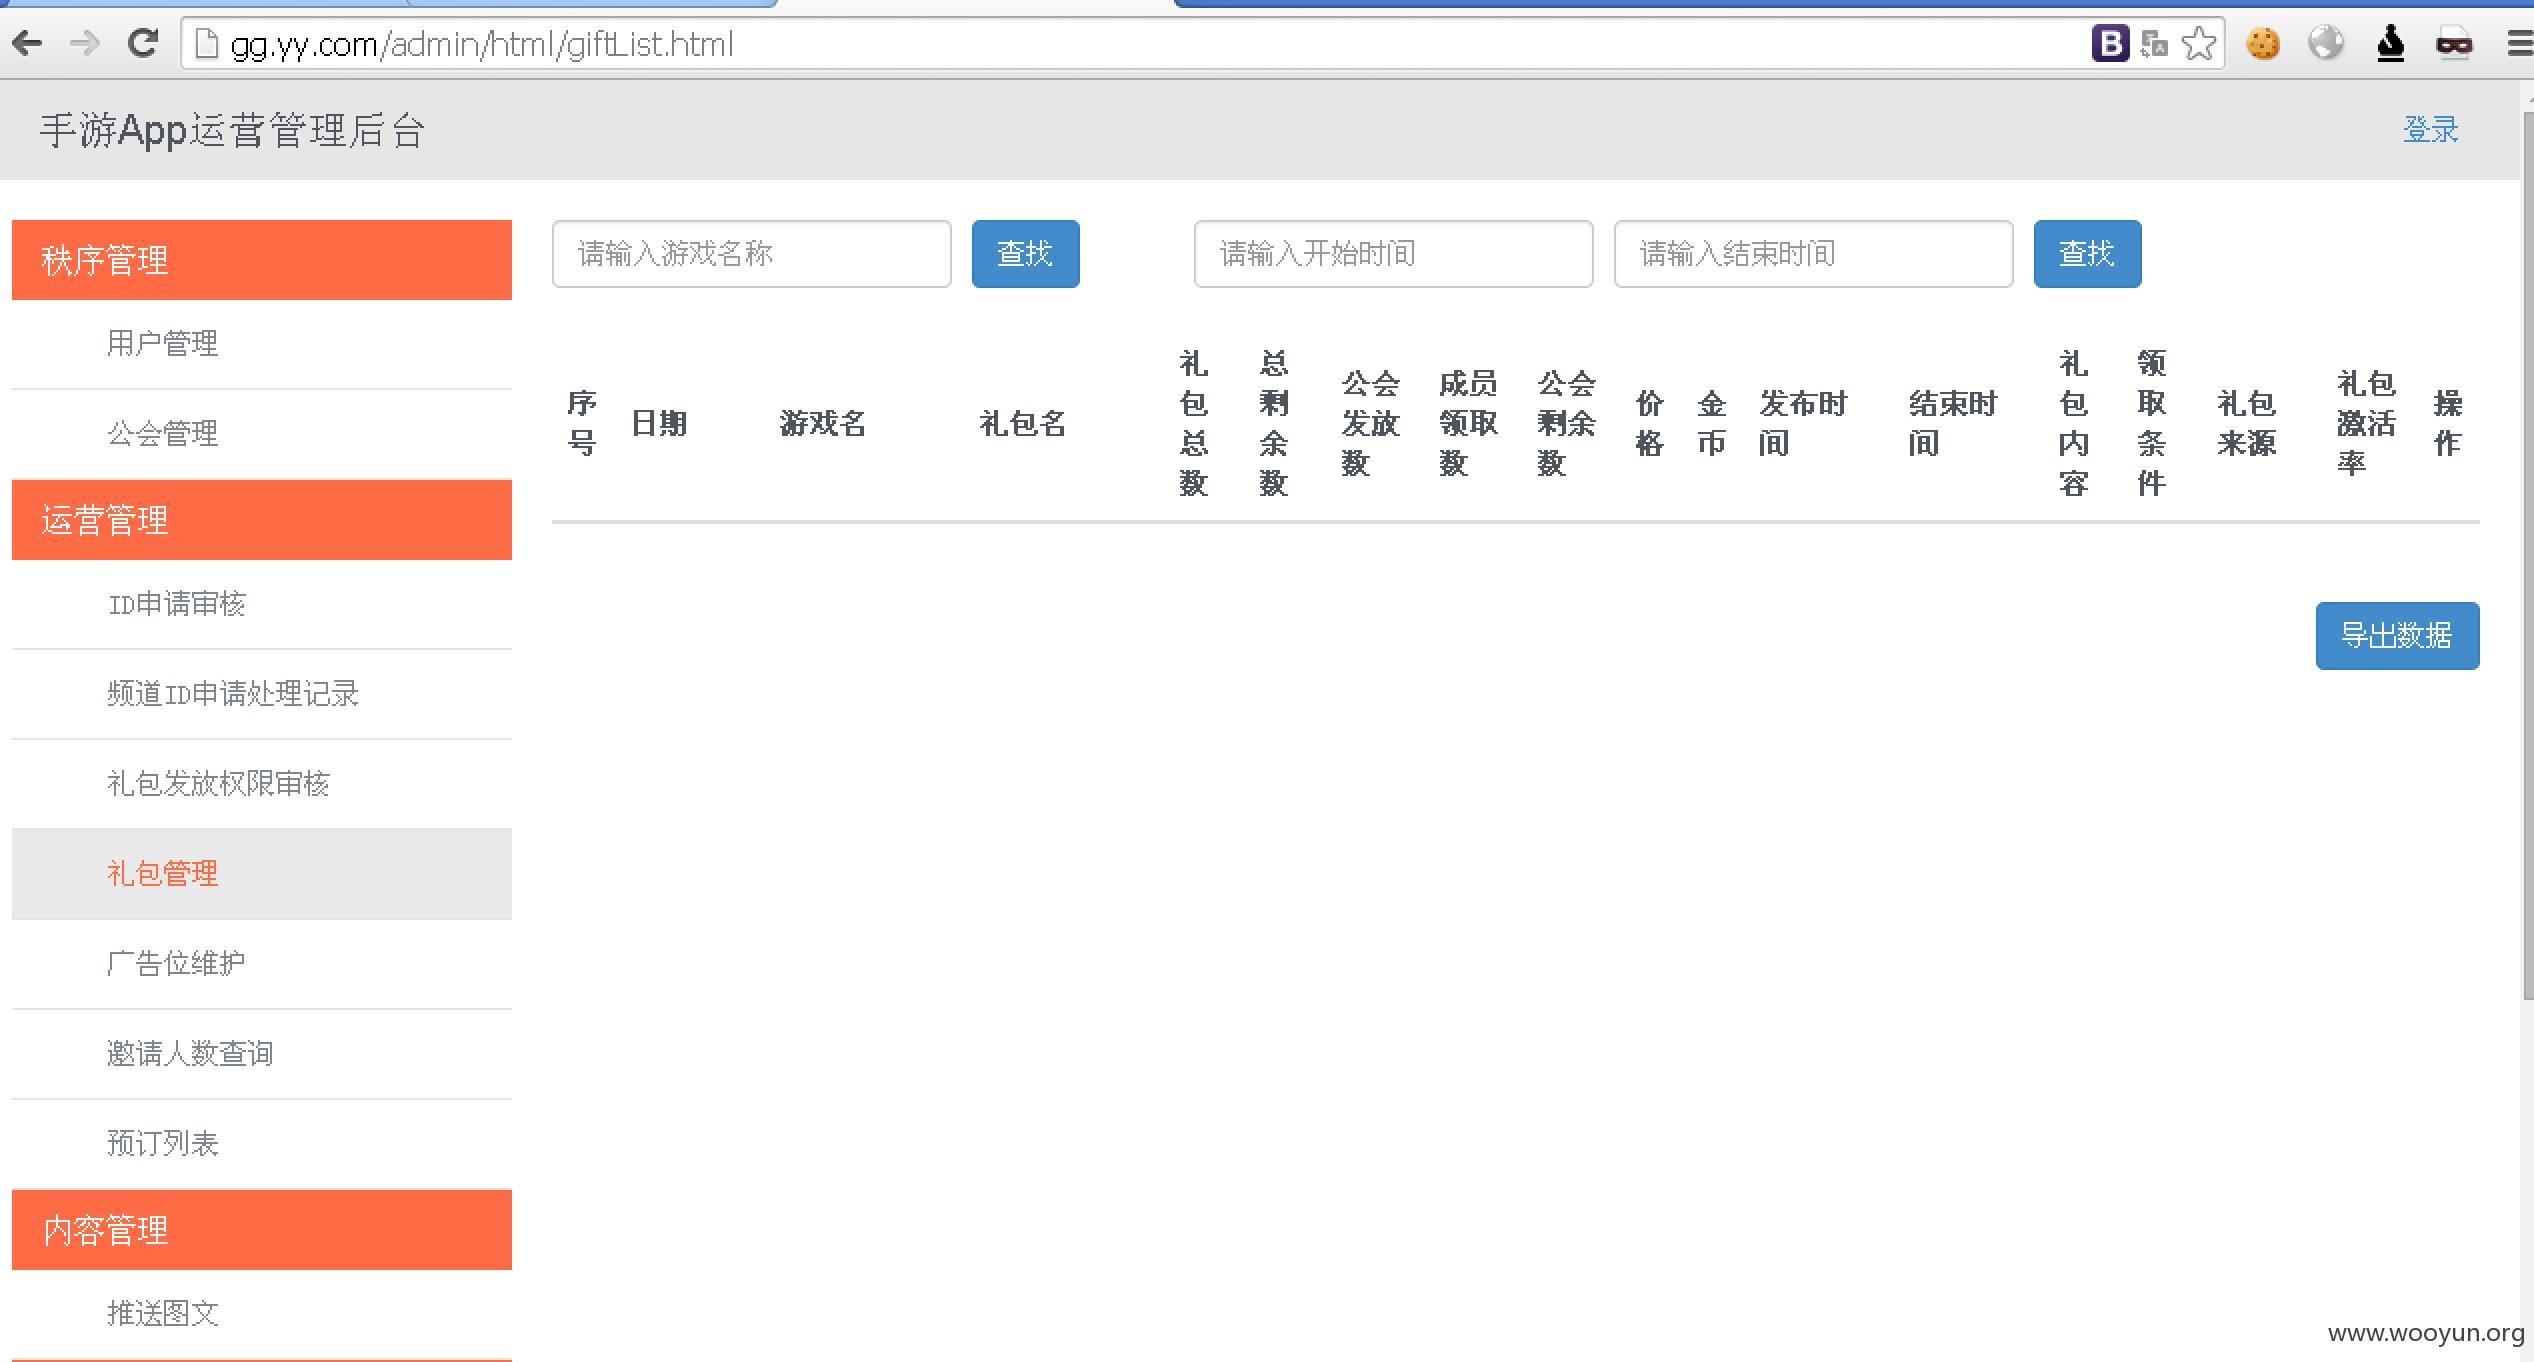 gg.yy.com/admin/html/giftList.html
手游App运营管理后台
登录
秩序管理
用户管理
公会管理
运营管理
ID申请审核
频道ID申请处理记录
礼包发放权限审核
礼包管理
广告位维护
邀请人数查询
预订列表
内容管理
推送图文
请输入游戏名称
查找
请输入开始时间
请输入结束时间
查找
序号
日期
游戏名
礼包名
礼包总数
总剩余数
公会发放数
成员领取数
公会剩余数
价格
金币
发布时间
结束时间
礼包内容
领取条件
礼包来源
礼包激活率
操作
导出数据
www.wooyun.org